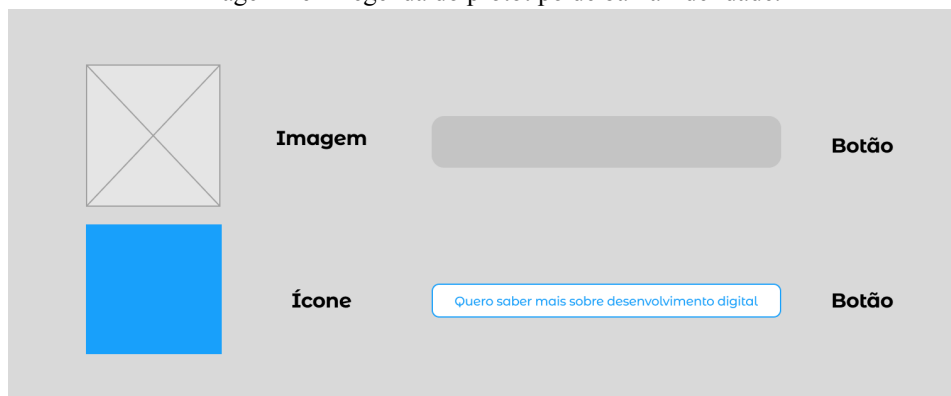 Imagem
Botão
Ícone
Quero saber mais sobre desenvolvimento digital
Botão